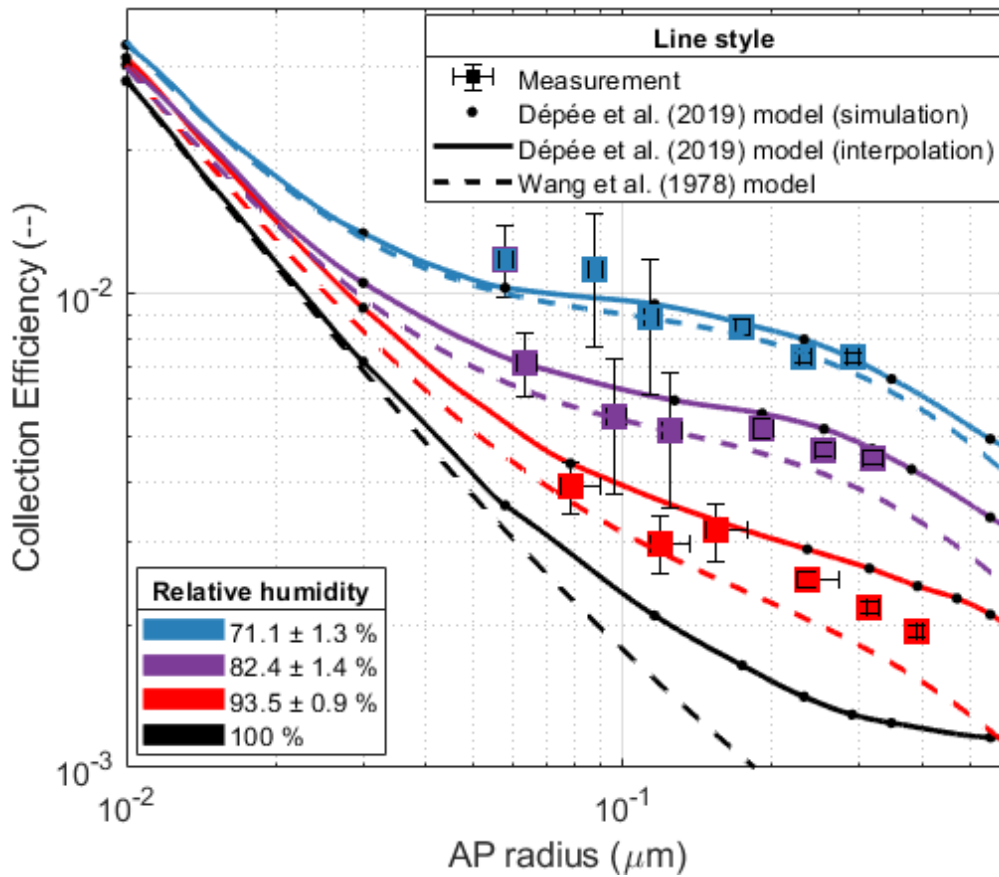 Line style
Measurement
Dépée et al. (2019) model (simulation)
Dépée et al. (2019) model (interpolation)
Wang et al. (1978) model
Collection Efficiency (--)
10⁻²
10⁻³
Relative humidity
71.1 ± 1.3 %
82.4 ± 1.4 %
93.5 ± 0.9 %
100 %
10⁻² 10⁻¹
AP radius (μm)